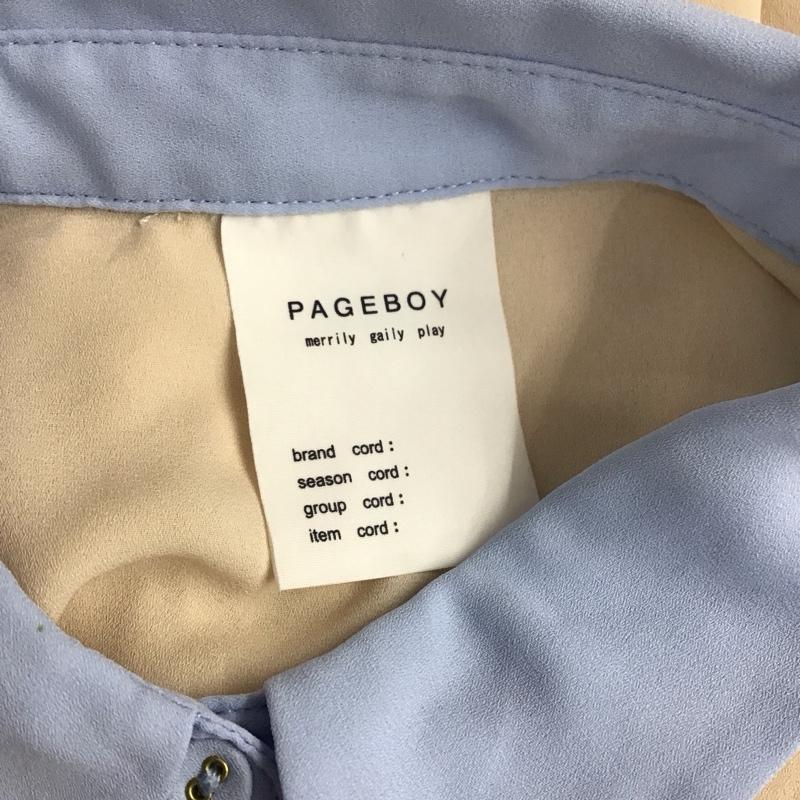 PAGEBOY
merrily gaily play
brand cord:
season cord:
group cord:
item cord: